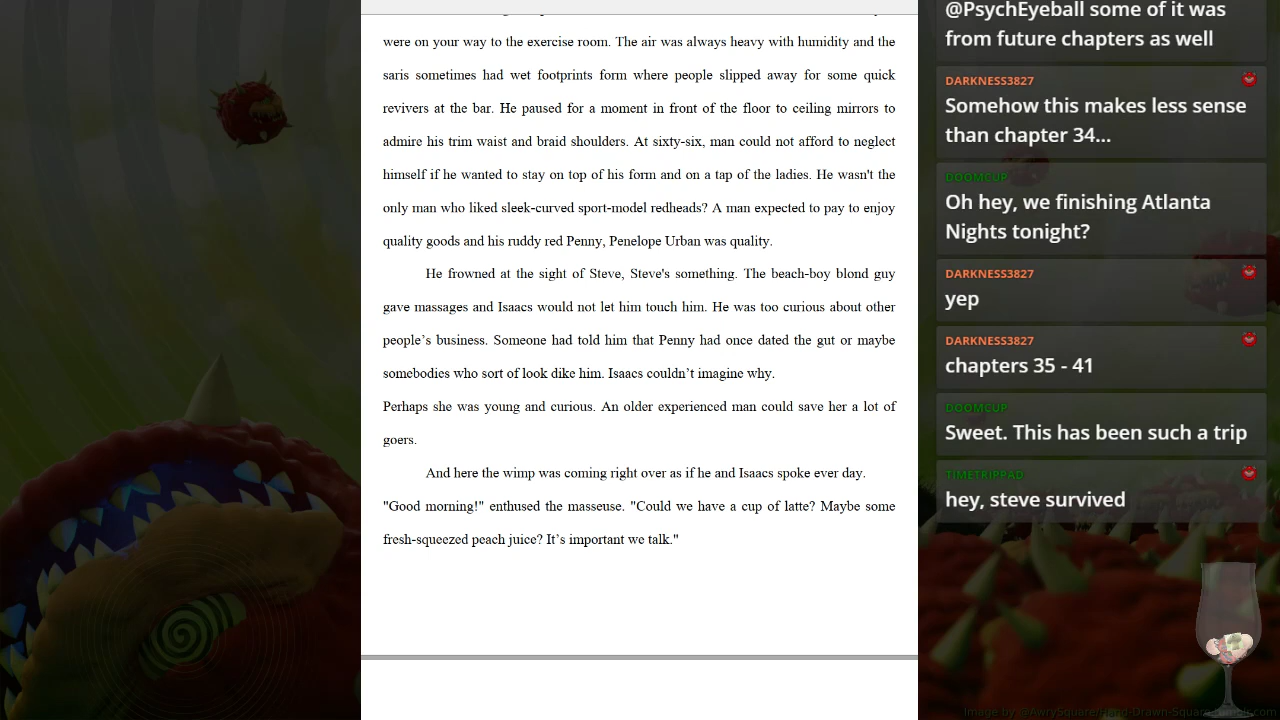 were on your way to the exercise room. The air was always heavy with humidity and the
saris sometimes had wet footprints form where people slipped away for some quick
revivers at the bar. He paused for a moment in front of the floor to ceiling mirrors to
admire his trim waist and braid shoulders. At sixty-six, man could not afford to neglect
himself if he wanted to stay on top of his form and on a tap of the ladies. He wasn't the
only man who liked sleek-curved sport-model redheads? A man expected to pay to enjoy
quality goods and his ruddy red Penny, Penelope Urban was quality.
He frowned at the sight of Steve, Steve's something. The beach-boy blond guy
gave massages and Isaacs would not let him touch him. He was too curious about other
people’s business. Someone had told him that Penny had once dated the gut or maybe
somebodies who sort of look dike him. Isaacs couldn’t imagine why.
Perhaps she was young and curious. An older experienced man could save her a lot of
goers.
And here the wimp was coming right over as if he and Isaacs spoke ever day.
"Good morning!" enthused the masseuse. "Could we have a cup of latte? Maybe some
fresh-squeezed peach juice? It’s important we talk."
@PsychEyeball some of it was
from future chapters as well
DARKNESS3827
Somehow this makes less sense
than chapter 34...
DOOMCUP
Oh hey, we finishing Atlanta
Nights tonight?
DARKNESS3827
yep
DARKNESS3827
chapters 35 - 41
DOOMCUP
Sweet. This has been such a trip
TIMETRIPPAD
hey, steve survived